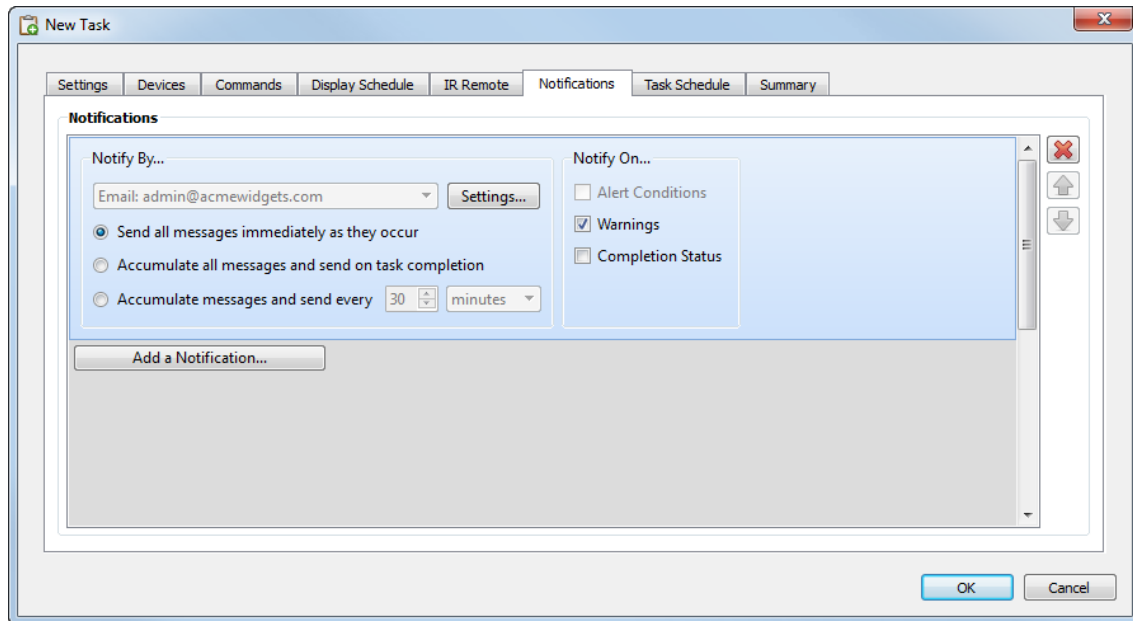 New Task
Settings Devices Commands Display Schedule IR Remote Notifications Task Schedule Summary
Notifications
Notify By...
Email: admin@acmewidgets.com Settings...
Send all messages immediately as they occur
Accumulate all messages and send on task completion
Accumulate messages and send every 30 minutes
Notify On...
Alert Conditions
Warnings
Completion Status
Add a Notification...
OK Cancel